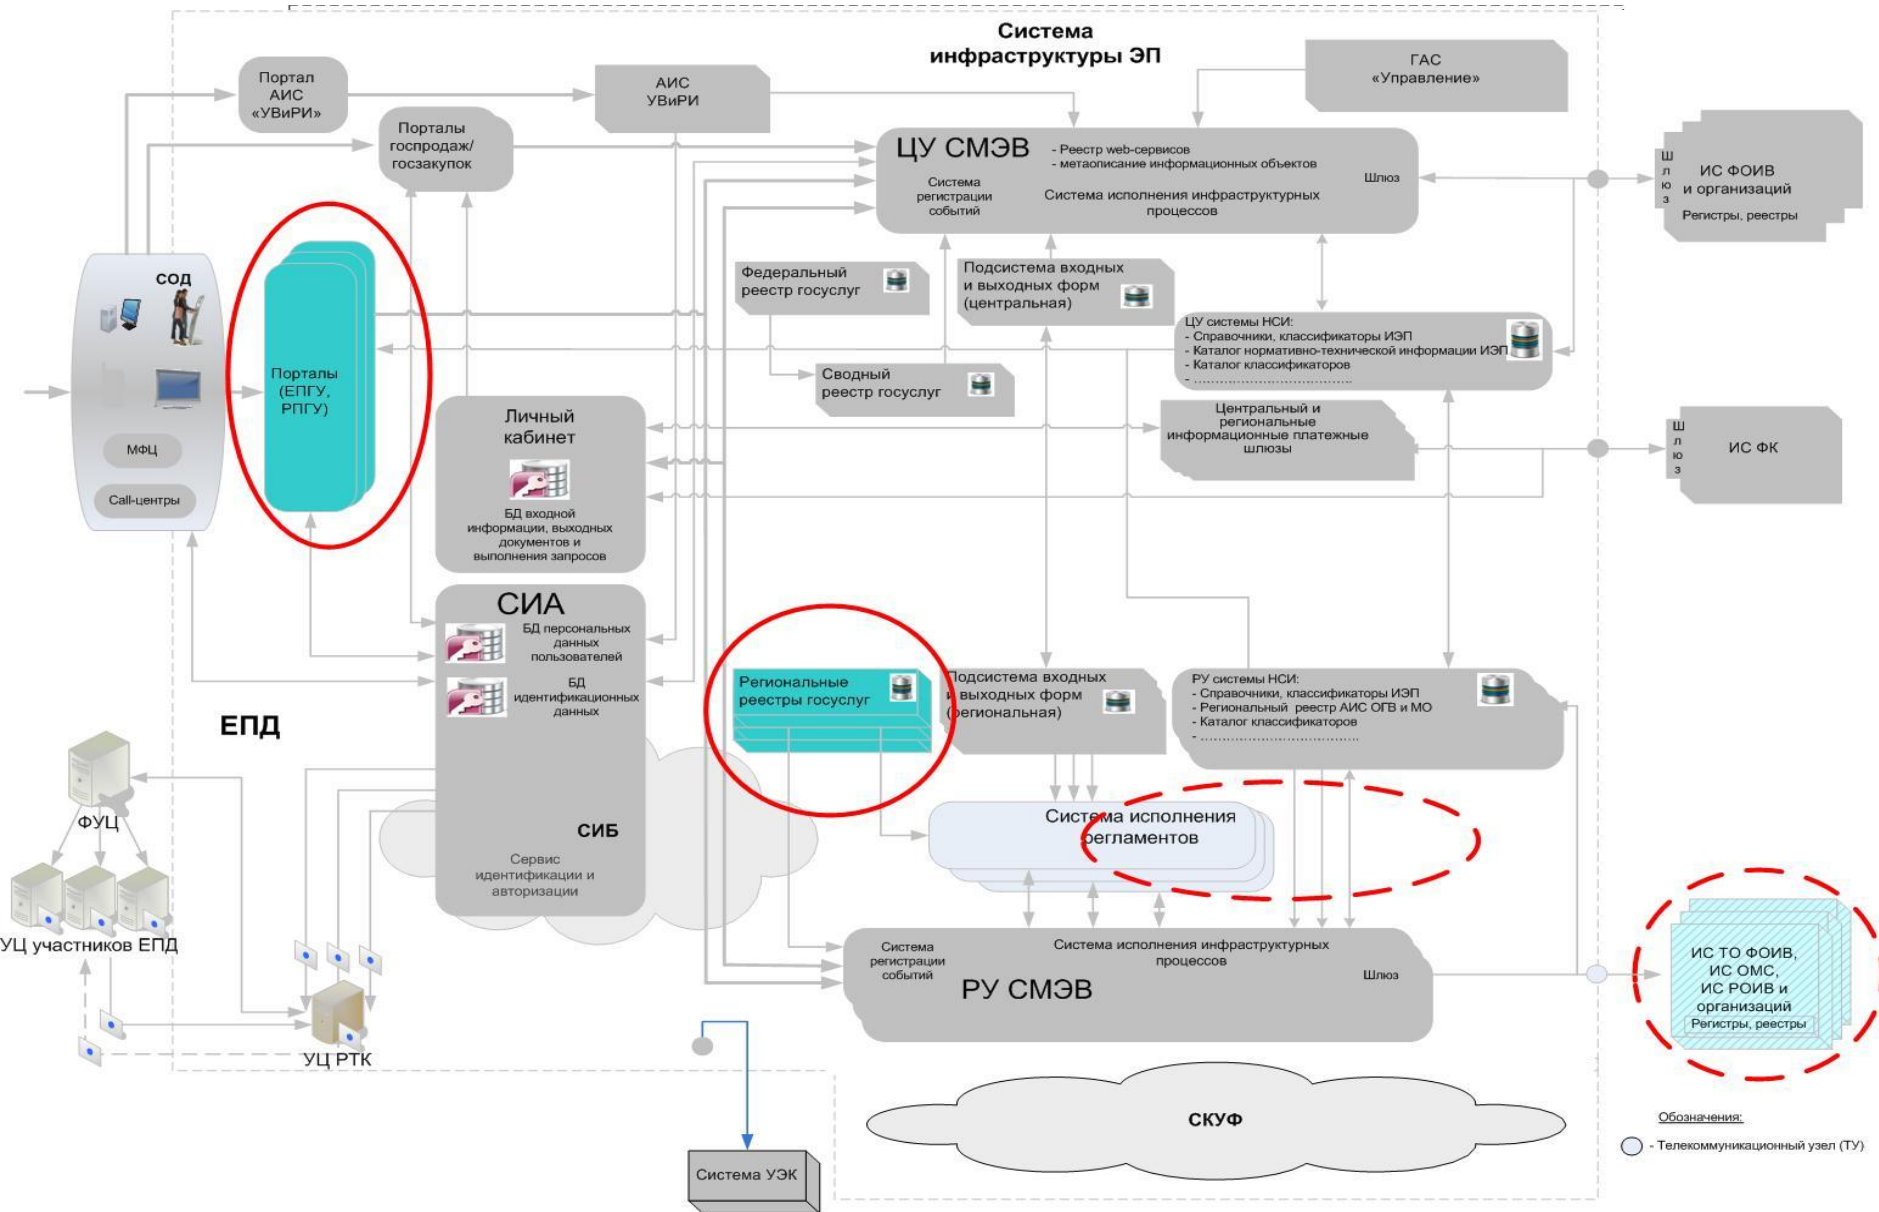 Система
инфраструктуры ЭП
Портал
АИС
«УВиРИ»
АИС
УВиРИ
ГАС
«Управление»
Порталы
госпродаж/
госзакупок
ЦУ СМЭВ
- Реестр web-сервисов
- метаописание информационных объектов
Система
регистрации
событий
Система исполнения инфраструктурных
процессов
Шлюз
Шлюз
ИС ФОИВ
и организаций
Регистры, реестры
СОД
МФЦ
Call-центры
Порталы
(ЕПГУ,
РПГУ)
Федеральный
реестр госуслуг
Подсистема входных
и выходных форм
(центральная)
Сводный
реестр госуслуг
ЦУ системы НСИ:
- Справочники, классификаторы ИЭП
- Каталог нормативно-технической информации ИЭП
- Каталог классификаторов
- ........................................
Личный
кабинет
БД входной
информации, выходных
документов и
выполнения запросов
Центральный и
региональные
информационные платежные
шлюзы
Шлюз
ИС ФК
СИА
БД персональных
данных
пользователей
БД
идентификационных
данных
СИБ
Сервис
идентификации и
авторизации
Региональные
реестры госуслуг
Подсистема входных
и выходных форм
(региональная)
РУ системы НСИ:
- Справочники, классификаторы ИЭП
- Региональный реестр АИС ОГВ и МО
- Каталог классификаторов
- ........................................
ЕПД
ФУЦ
УЦ участников ЕПД
УЦ РТК
Система исполнения
регламентов
Система
регистрации
событий
Система исполнения инфраструктурных
процессов
Шлюз
РУ СМЭВ
ИС ТО ФОИВ,
ИС ОМС,
ИС РОИВ и
организаций
Регистры, реестры
СКУФ
Система УЭК
Обозначения:
- Телекоммуникационный узел (ТУ)